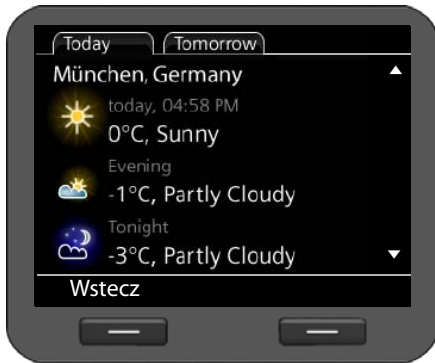 Today Tomorrow
München, Germany
today, 04:58 PM
0°C, Sunny
Evening
-1°C, Partly Cloudy
Tonight
-3°C, Partly Cloudy
Wstecz